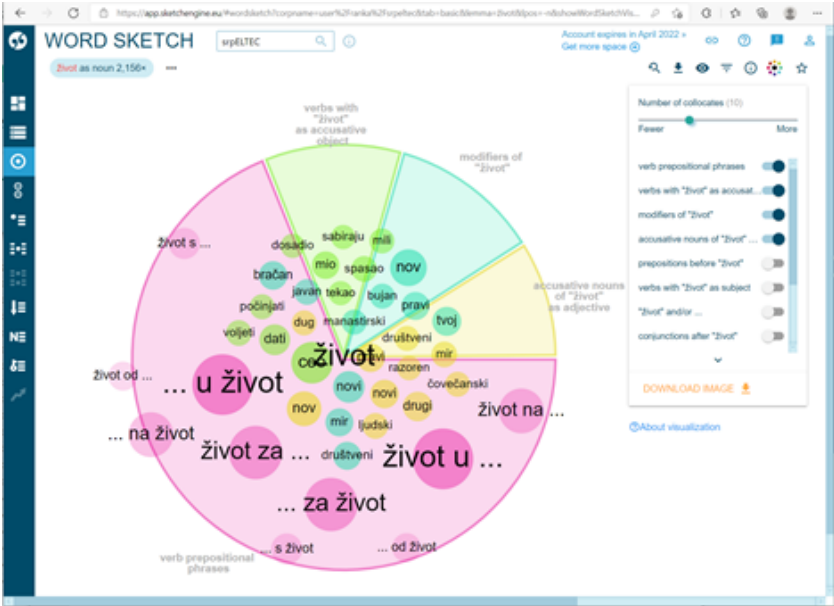 https://app.sketchengine.eu/#wordsketch?corpname=user%2Franka%2Fsrpeltec&tab=basic&lemma=život&lpos=-n&showWordSketchVis...
WORD SKETCH
srpELTEC
Account expires in April 2022 »
Get more space
život as noun 2,156×
•••
verbs with
"život"
as accusative
object
modifiers of
"život"
accusative nouns
of "život"
as adjective
verb prepositional
phrases
život s ...
dosadio
sabiraju
mili
mio
spasao
nov
bračan
javan
tekao
bujan
pravi
počinjati
dug
manastirski
tvoj
voljeti
dati
društveni
život
mir
razoren
život od ...
... u život
novi
novi
čovečanski
nov
drugi
život na ...
... na život
mir
ljudski
život za ...
društveni
život u ...
... za život
... s život
... od život
Number of collocates (10)
Fewer
More
verb prepositional phrases
verbs with "život" as accusat...
modifiers of "život"
accusative nouns of "život" ...
prepositions before "život"
verbs with "život" as subject
"život" and/or ...
conjunctions after "život"
DOWNLOAD IMAGE
About visualization